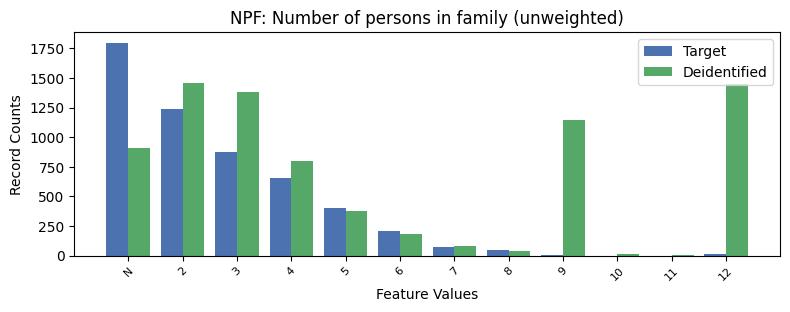 NPF: Number of persons in family (unweighted)
Target
Deidentified
Record Counts
1750
1500
1250
1000
750
500
250
0
N 2 3 4 5 6 7 8 9 10 11 12
Feature Values